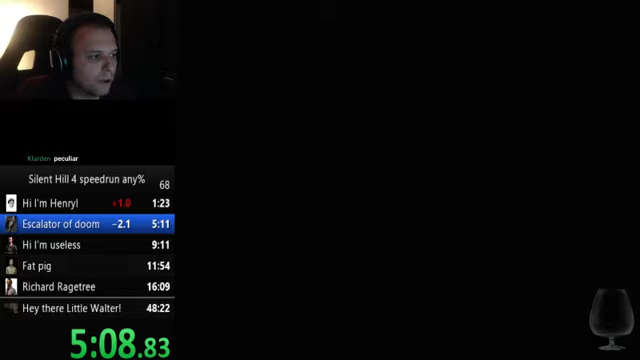 Klarden peculiar
Silent Hill 4 speedrun any%
68
Hi I'm Henry! +1.0 1:23
Escalator of doom −2.1 5:11
Hi I'm useless 9:11
Fat pig 11:54
Richard Ragetree 16:09
Hey there Little Walter! 48:22
5:08.83